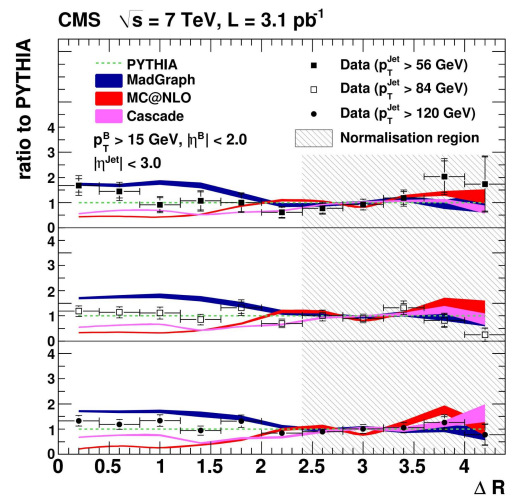 CMS √s = 7 TeV, L = 3.1 pb⁻¹
ratio to PYTHIA
PYTHIA
MadGraph
MC@NLO
Cascade
p_T^B > 15 GeV, |η^B| < 2.0
|η^Jet| < 3.0
Data (p_T^Jet > 56 GeV)
Data (p_T^Jet > 84 GeV)
Data (p_T^Jet > 120 GeV)
Normalisation region
5
4
3
2
1
0
4
3
2
1
0
4
3
2
1
0
0 0.5 1 1.5 2 2.5 3 3.5 4
Δ R